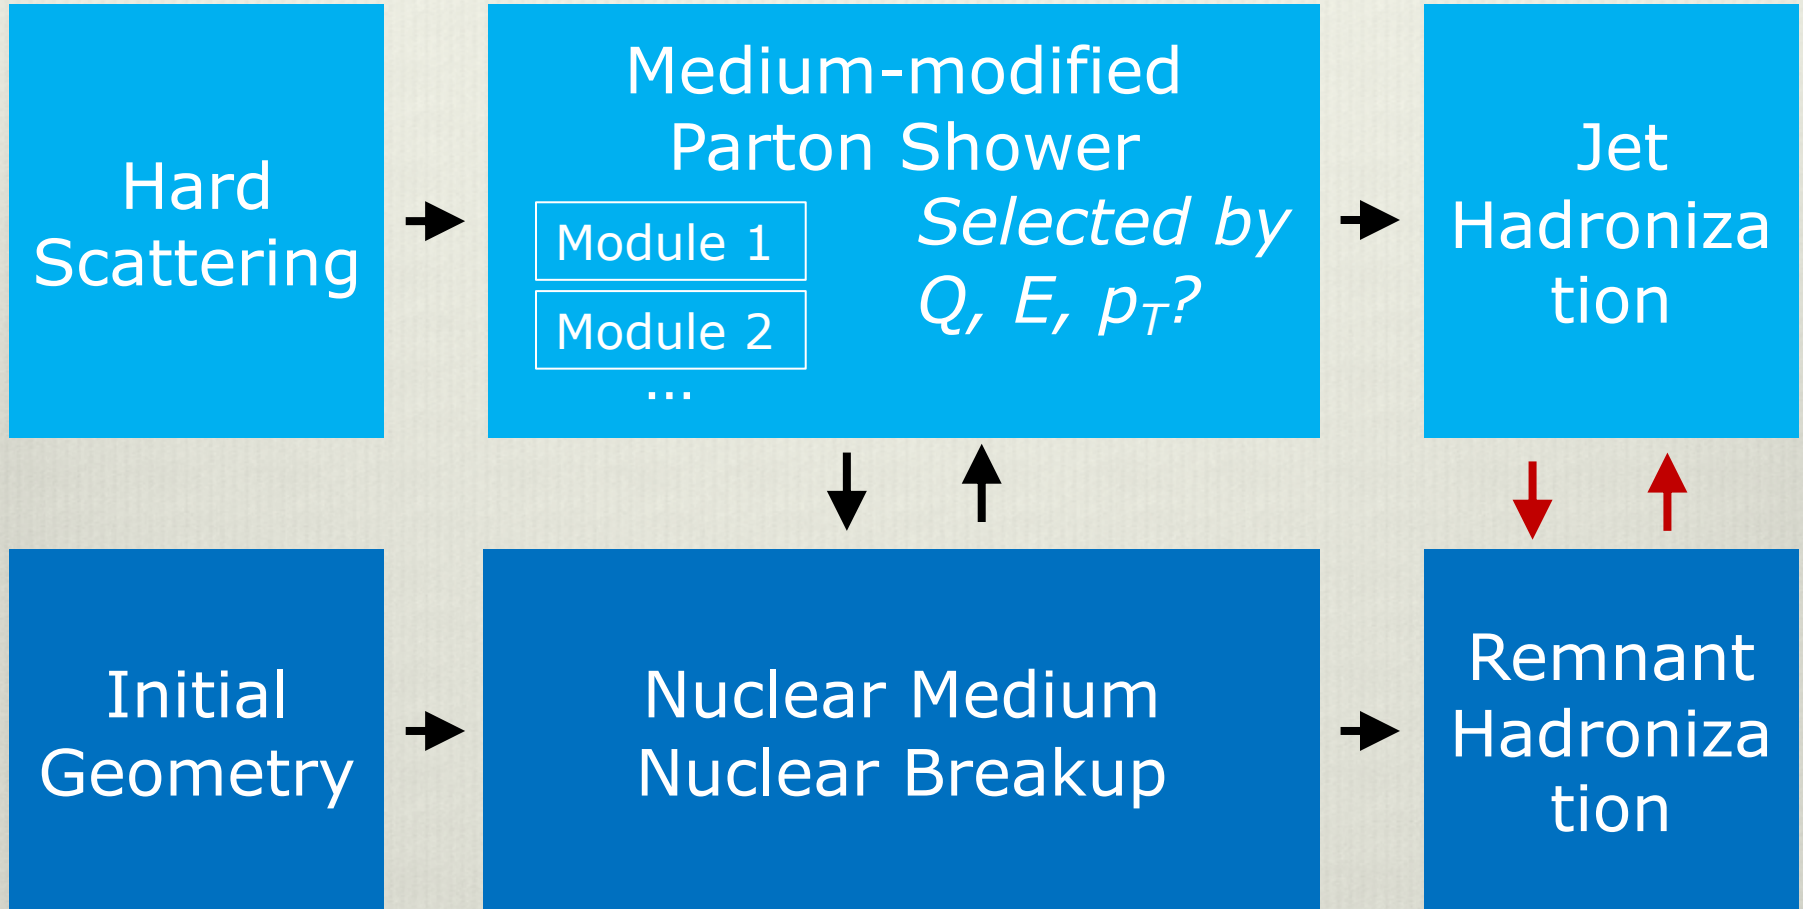 Hard
Scattering
Medium-modified
Parton Shower
Module 1
Module 2
...
Selected by
Q, E, pT?
Jet
Hadroniza
tion
Initial
Geometry
Nuclear Medium
Nuclear Breakup
Remnant
Hadroniza
tion